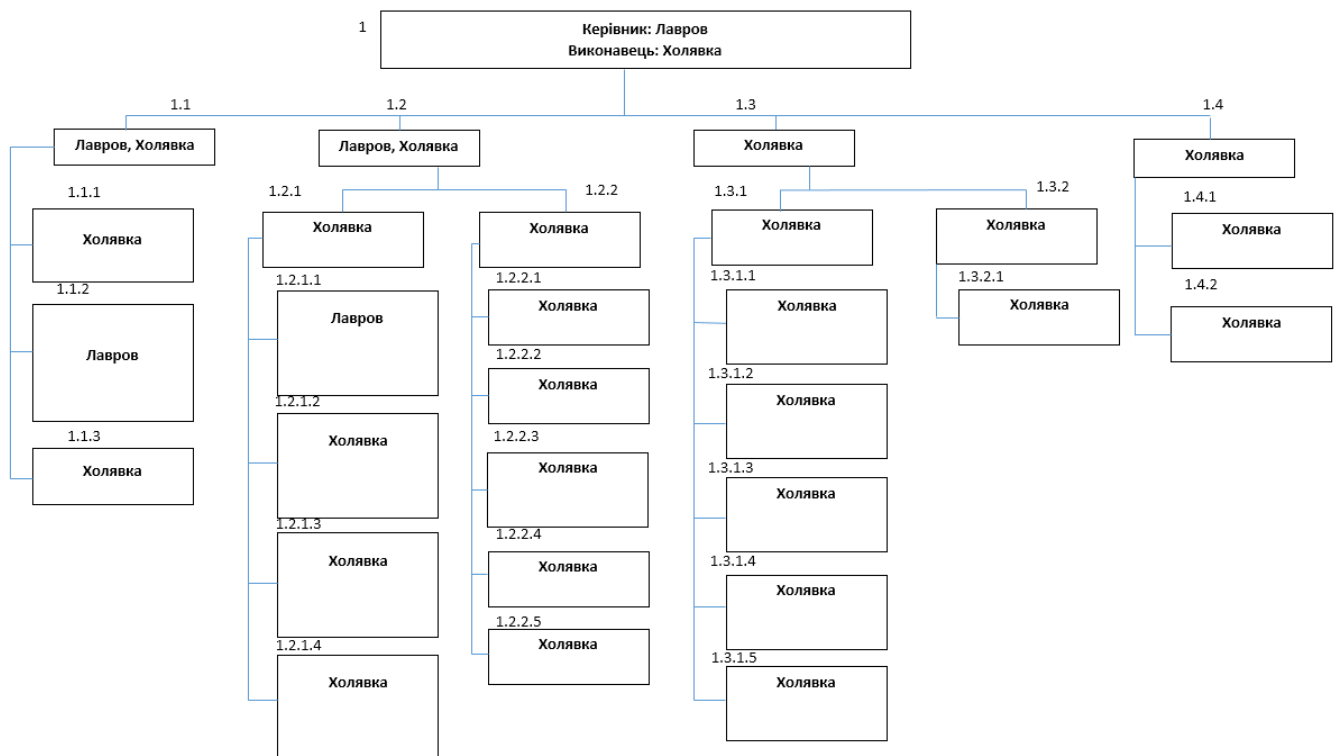 1
Керівник: Лавров
Виконавець: Холявка
1.1
1.2
1.3
1.4
Лавров, Холявка
Лавров, Холявка
Холявка
Холявка
1.1.1
Холявка
1.1.2
Лавров
1.1.3
Холявка
1.2.1
Холявка
1.2.1.1
Лавров
1.2.1.2
Холявка
1.2.1.3
Холявка
1.2.1.4
Холявка
1.2.2
Холявка
1.2.2.1
Холявка
1.2.2.2
Холявка
1.2.2.3
Холявка
1.2.2.4
Холявка
1.2.2.5
Холявка
1.3.1
Холявка
1.3.1.1
Холявка
1.3.1.2
Холявка
1.3.1.3
Холявка
1.3.1.4
Холявка
1.3.1.5
Холявка
1.3.2
Холявка
1.3.2.1
Холявка
1.4.1
Холявка
1.4.2
Холявка